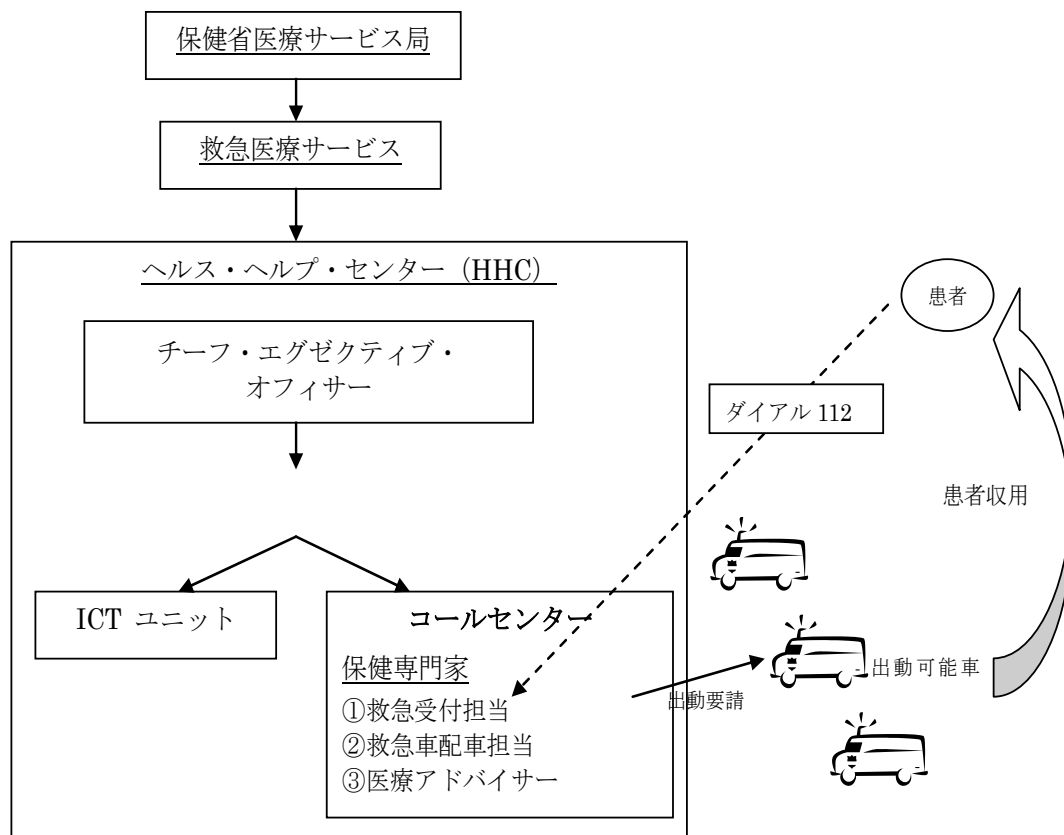 保健省医療サービス局
救急医療サービス
ヘルス・ヘルプ・センター（HHC）
チーフ・エグゼクティブ・
オフィサー
患者
ダイアル 112
患者収用
ICT ユニット
コールセンター
保健専門家
①救急受付担当
②救急車配車担当
③医療アドバイザー
出動要請
出動可能車